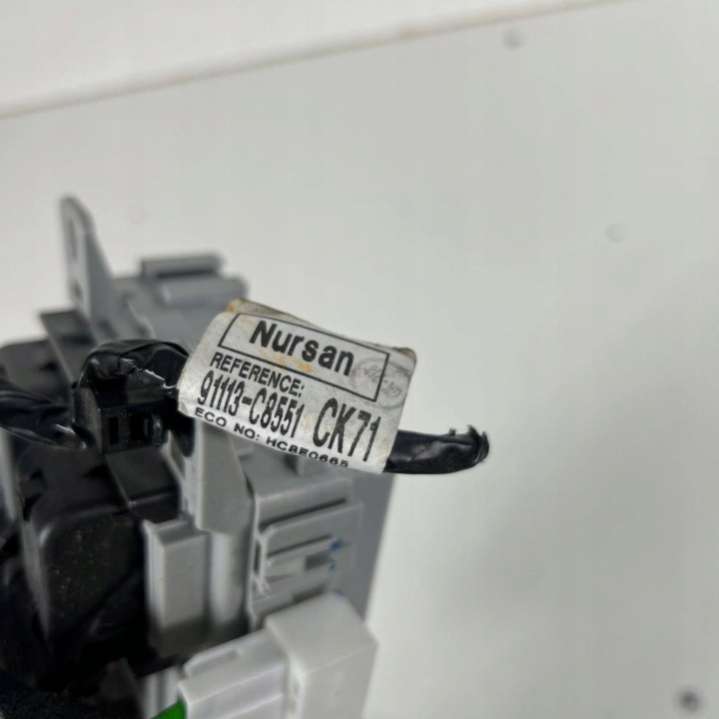 Nursan
REFERENCE:
91113-C8551 CK71
ECO NO: HC8E0665